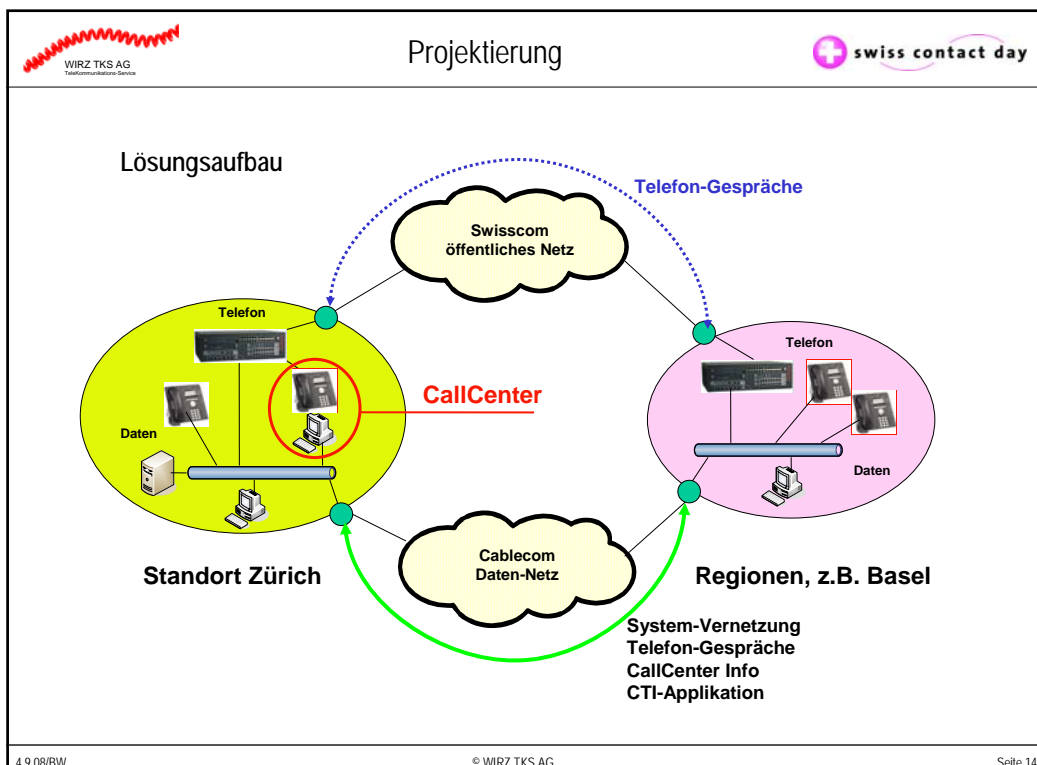 WIRZ TKS AG
TeleKommunikations-Service
Projektierung
swiss contact day
Lösungsaufbau
Telefon-Gespräche
Swisscom
öffentliches Netz
Telefon
Telefon
CallCenter
Daten
Daten
Cablecom
Daten-Netz
Standort Zürich
Regionen, z.B. Basel
System-Vernetzung
Telefon-Gespräche
CallCenter Info
CTI-Applikation
4.9.08/BW
© WIRZ TKS AG
Seite 14